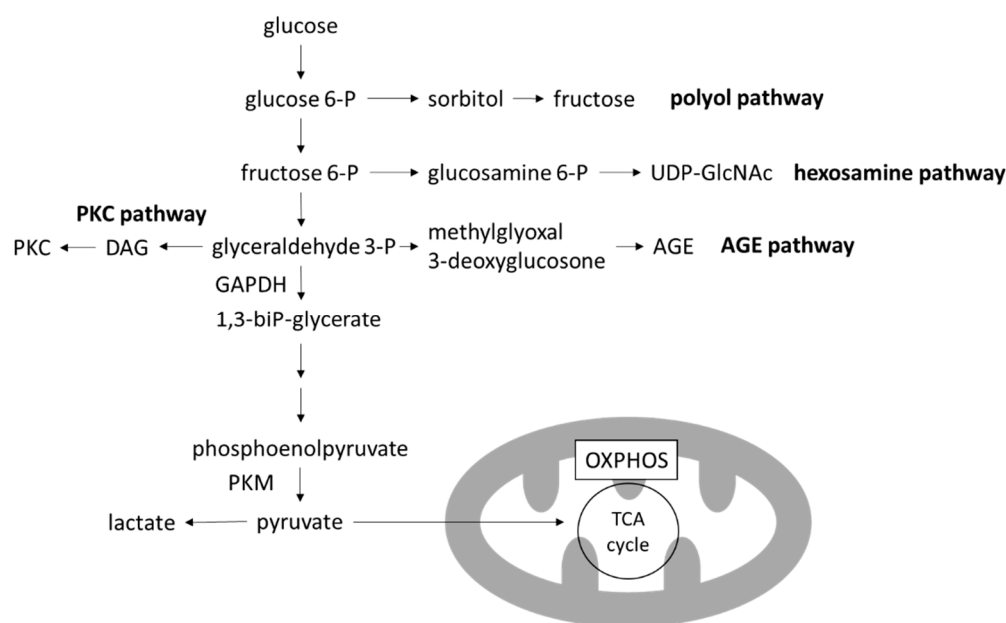 glucose
glucose 6-P sorbitol fructose polyol pathway
fructose 6-P glucosamine 6-P UDP-GlcNAc hexosamine pathway
PKC pathway
PKC DAG glyceraldehyde 3-P methylglyoxal
3-deoxyglucosone AGE AGE pathway
GAPDH
1,3-biP-glycerate
phosphoenolpyruvate
PKM
lactate pyruvate
OXPHOS
TCA
cycle